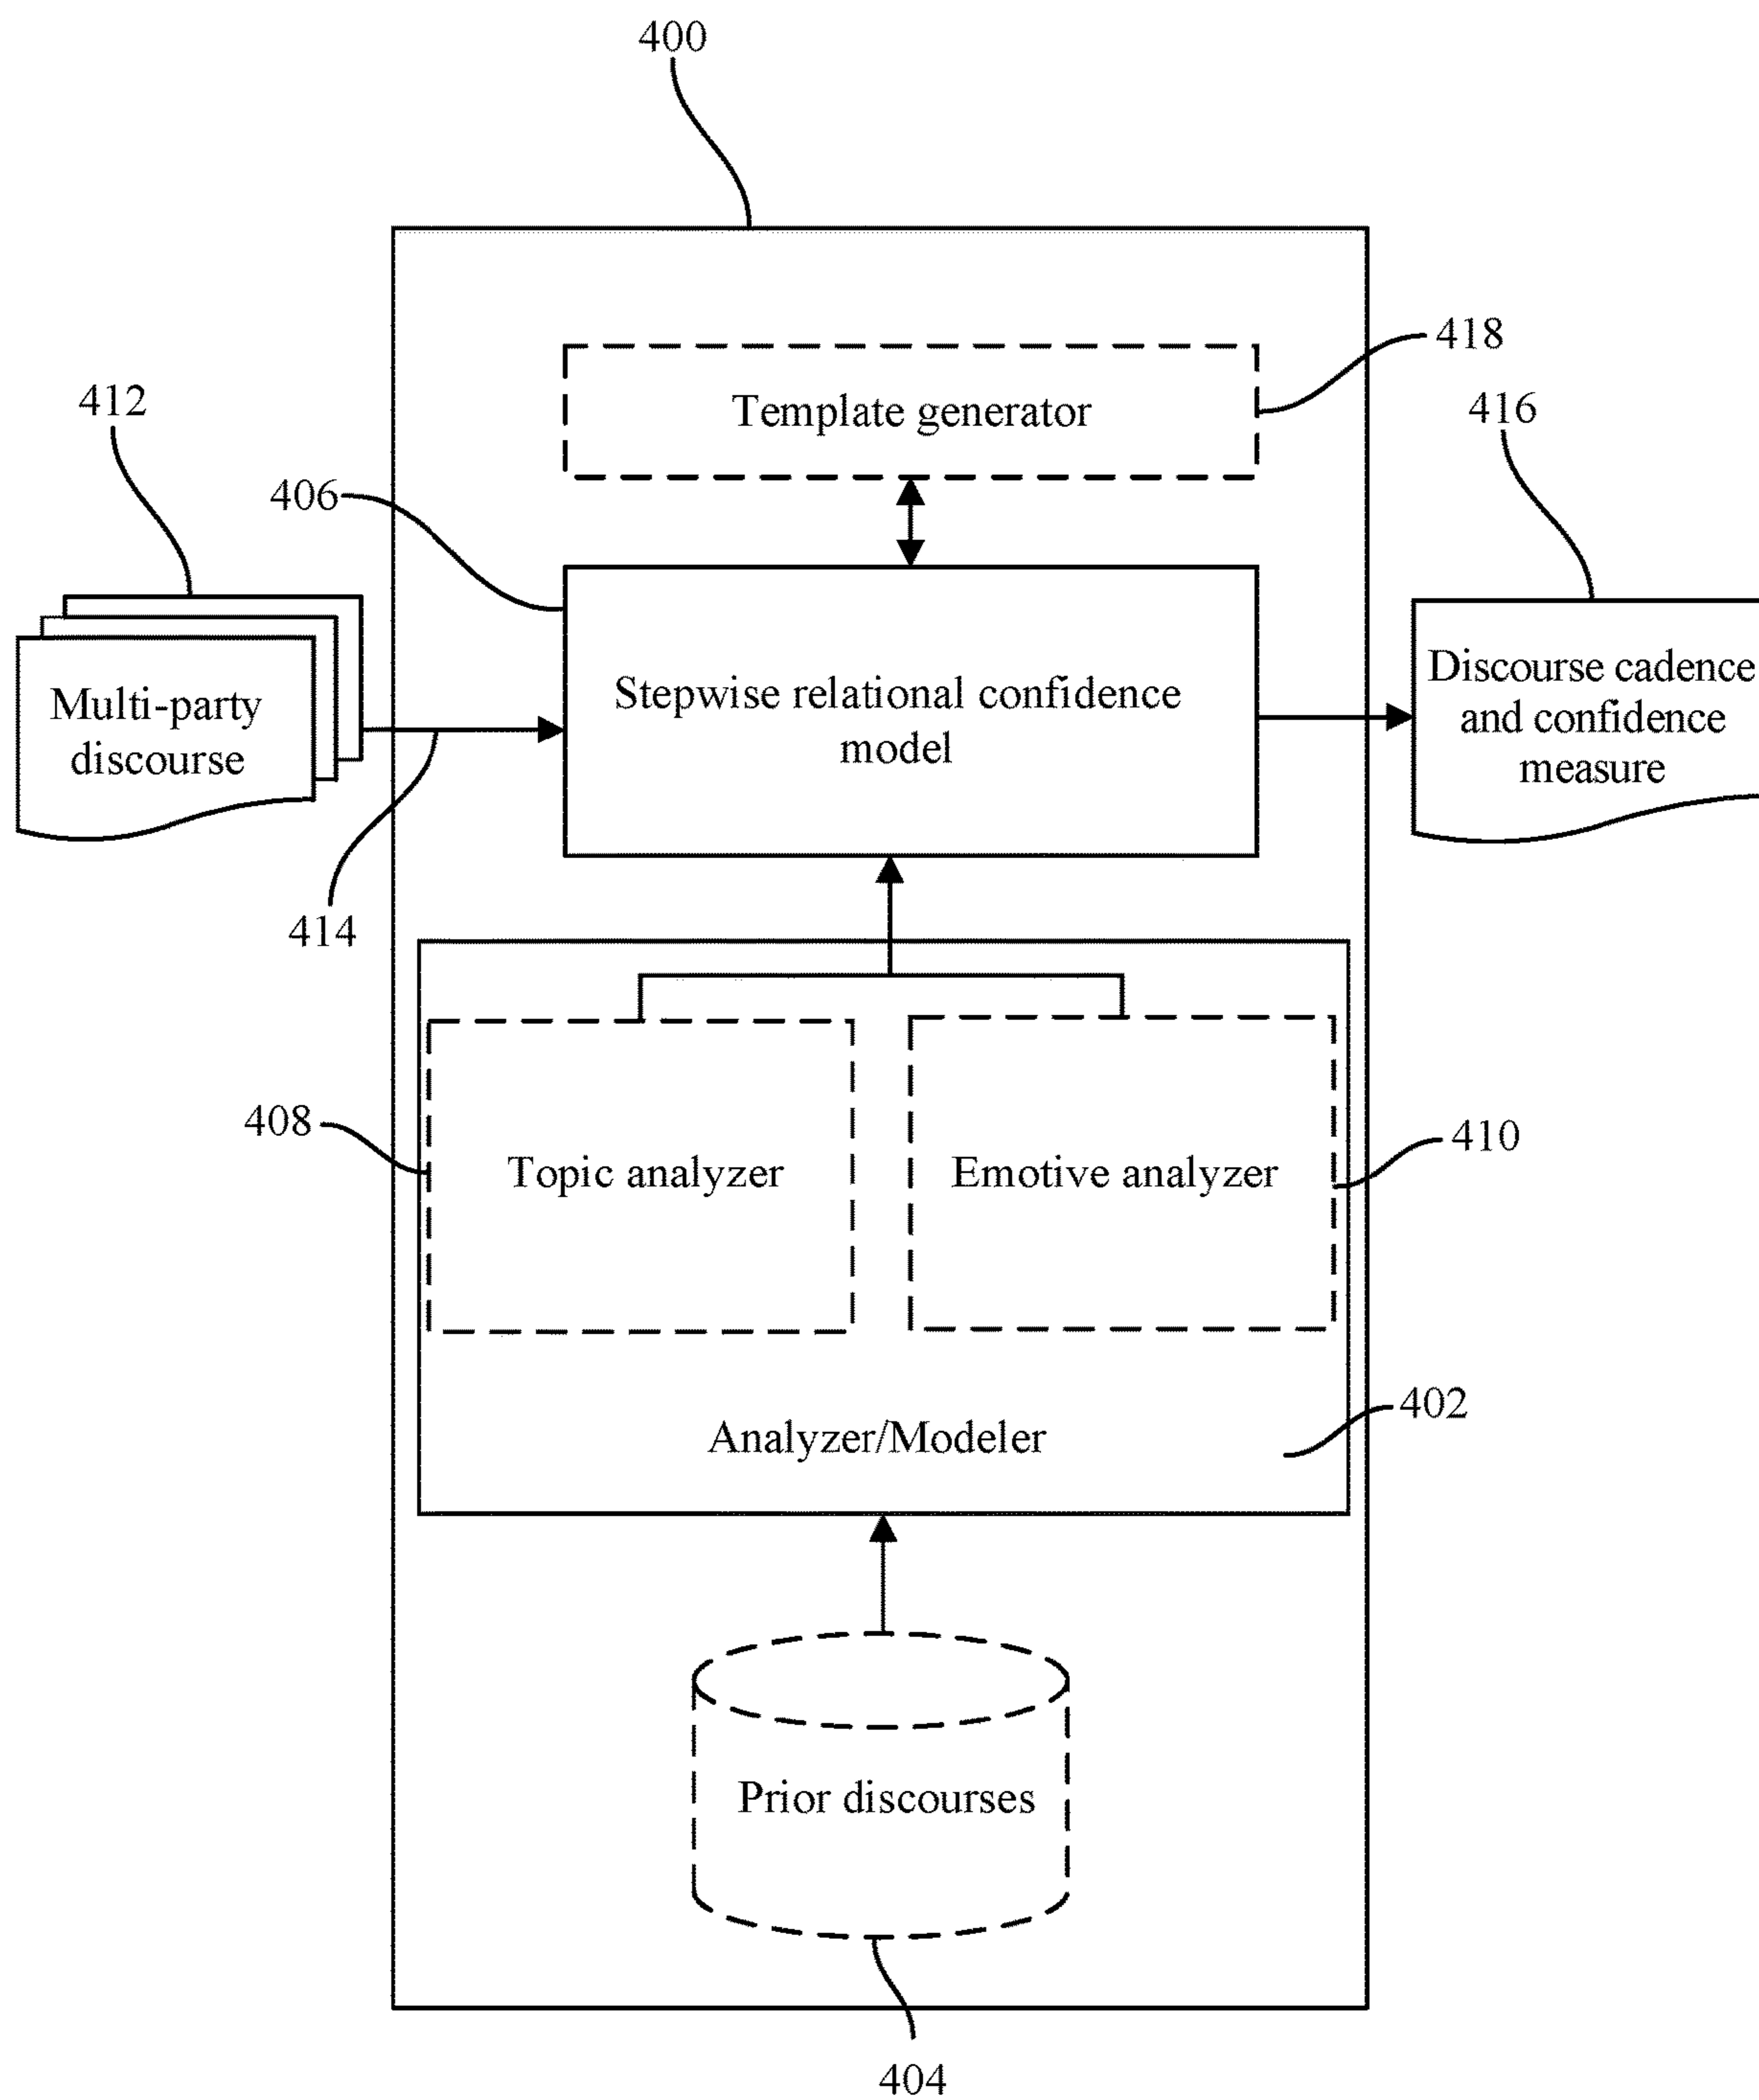 400
418
Template generator
412
416
406
Multi-party
discourse
Stepwise relational confidence
model
Discourse cadence
and confidence
measure
414
408
Topic analyzer
Emotive analyzer
410
402
Analyzer/Modeler
Prior discourses
404